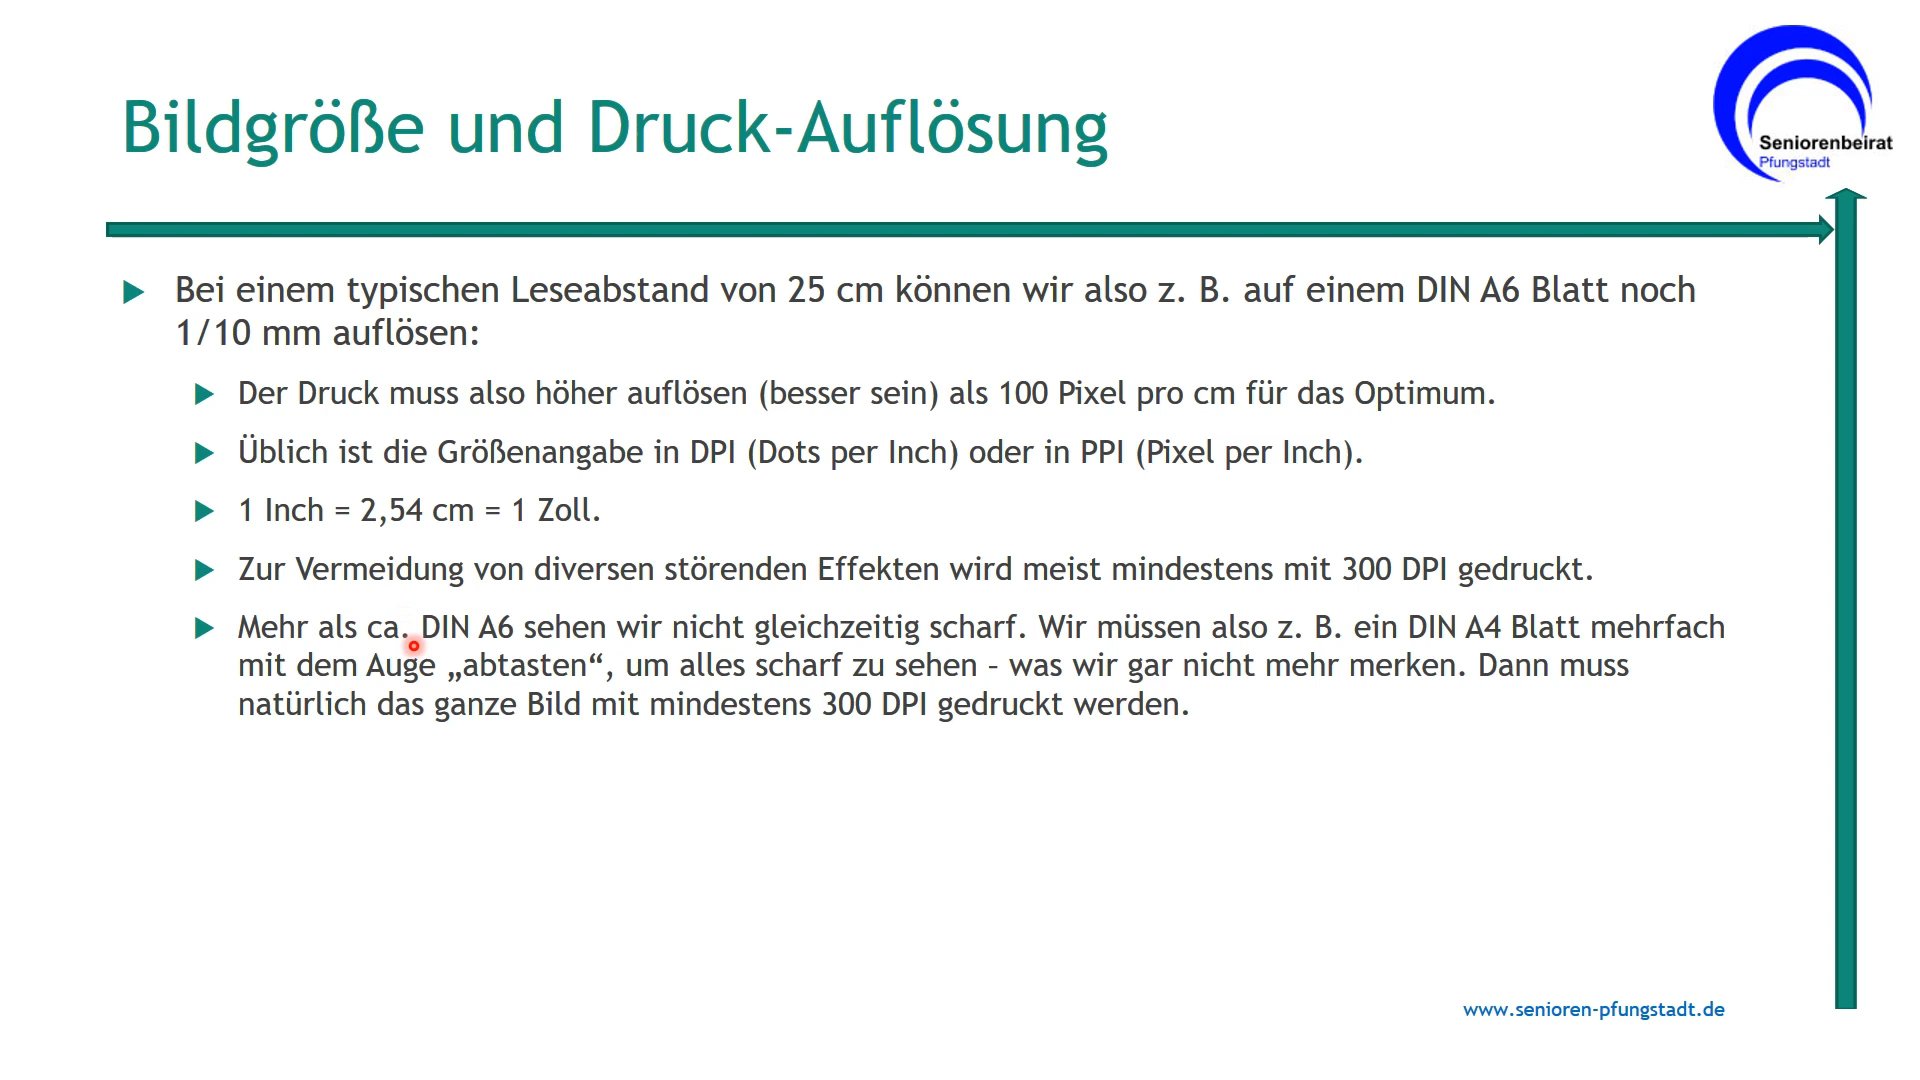 Bildgröße und Druck-Auflösung
Seniorenbeirat
Pfungstadt
Bei einem typischen Leseabstand von 25 cm können wir also z. B. auf einem DIN A6 Blatt noch
1/10 mm auflösen:
Der Druck muss also höher auflösen (besser sein) als 100 Pixel pro cm für das Optimum.
Üblich ist die Größenangabe in DPI (Dots per Inch) oder in PPI (Pixel per Inch).
1 Inch = 2,54 cm = 1 Zoll.
Zur Vermeidung von diversen störenden Effekten wird meist mindestens mit 300 DPI gedruckt.
Mehr als ca. DIN A6 sehen wir nicht gleichzeitig scharf. Wir müssen also z. B. ein DIN A4 Blatt mehrfach
mit dem Auge „abtasten“, um alles scharf zu sehen – was wir gar nicht mehr merken. Dann muss
natürlich das ganze Bild mit mindestens 300 DPI gedruckt werden.
www.senioren-pfungstadt.de